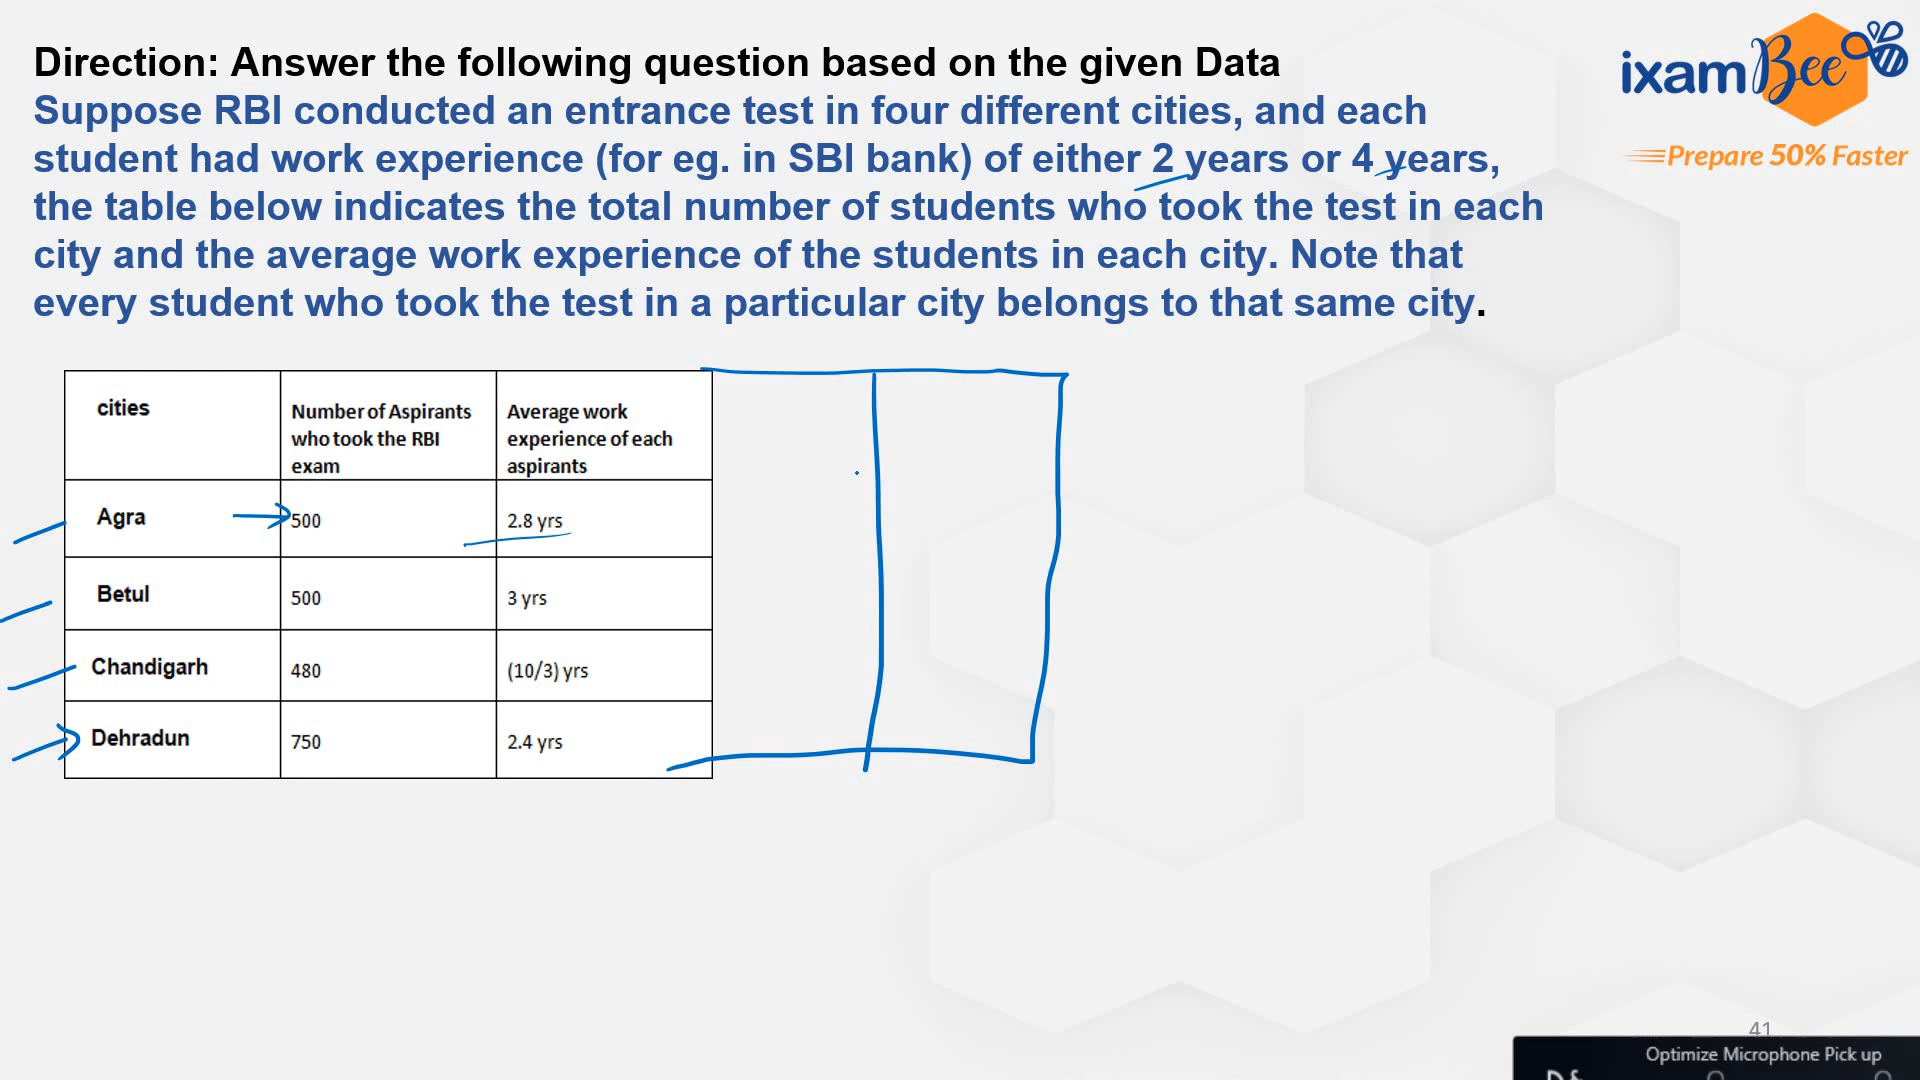 Direction: Answer the following question based on the given Data
Suppose RBI conducted an entrance test in four different cities, and each
student had work experience (for eg. in SBI bank) of either 2 years or 4 years,
the table below indicates the total number of students who took the test in each
city and the average work experience of the students in each city. Note that
every student who took the test in a particular city belongs to that same city.
ixamBee
Prepare 50% Faster
cities
Number of Aspirants
who took the RBI
exam
Average work
experience of each
aspirants
Agra
500
2.8 yrs
Betul
500
3 yrs
Chandigarh
480
(10/3) yrs
Dehradun
750
2.4 yrs
41
Optimize Microphone Pick up